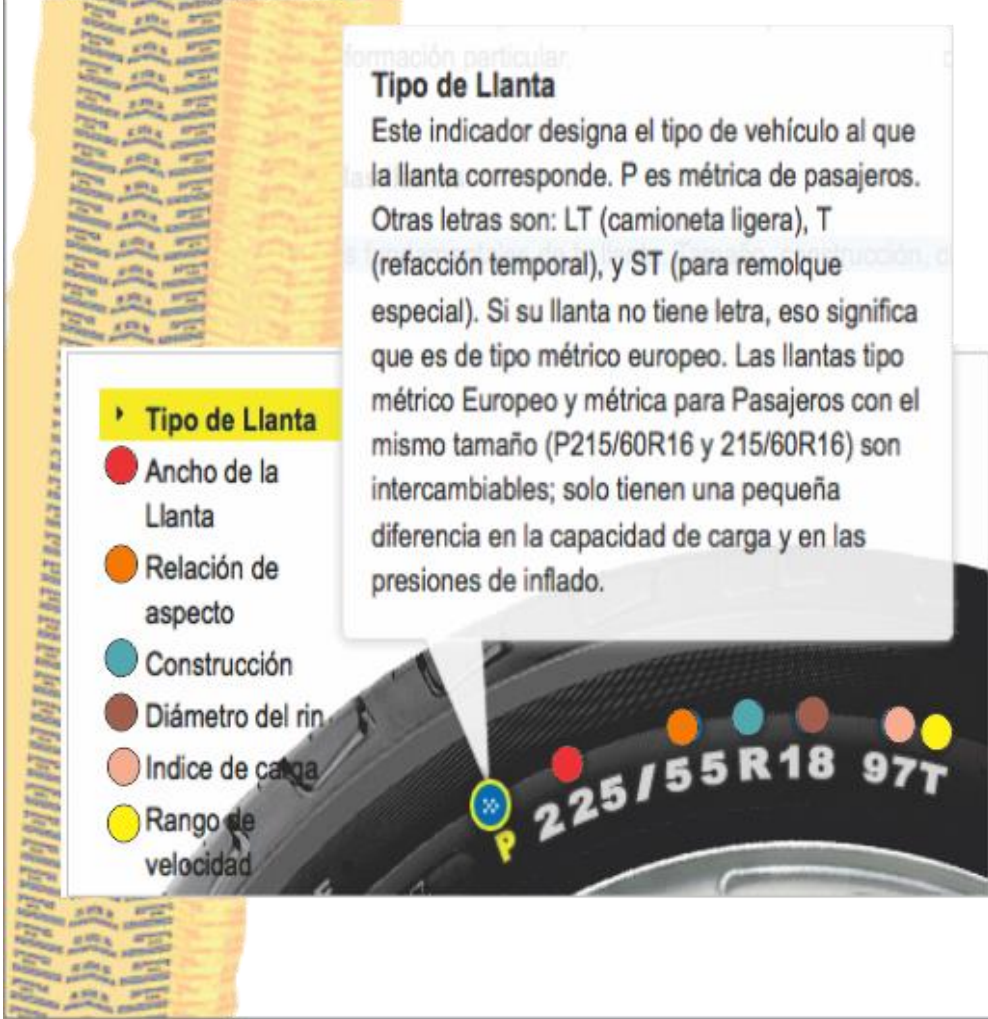 formación particular.
Tipo de Llanta
Este indicador designa el tipo de vehículo al que
la llanta corresponde. P es métrica de pasajeros.
Otras letras son: LT (camioneta ligera), T
(refacción temporal), y ST (para remolque
especial). Si su llanta no tiene letra, eso significa
que es de tipo métrico europeo. Las llantas tipo
métrico Europeo y métrica para Pasajeros con el
mismo tamaño (P215/60R16 y 215/60R16) son
intercambiables; solo tienen una pequeña
diferencia en la capacidad de carga y en las
presiones de inflado.
Tipo de Llanta
Ancho de la
Llanta
Relación de
aspecto
Construcción
Diámetro del rin
Indice de carga
Rango de
velocidad
P 225/55R18 97T